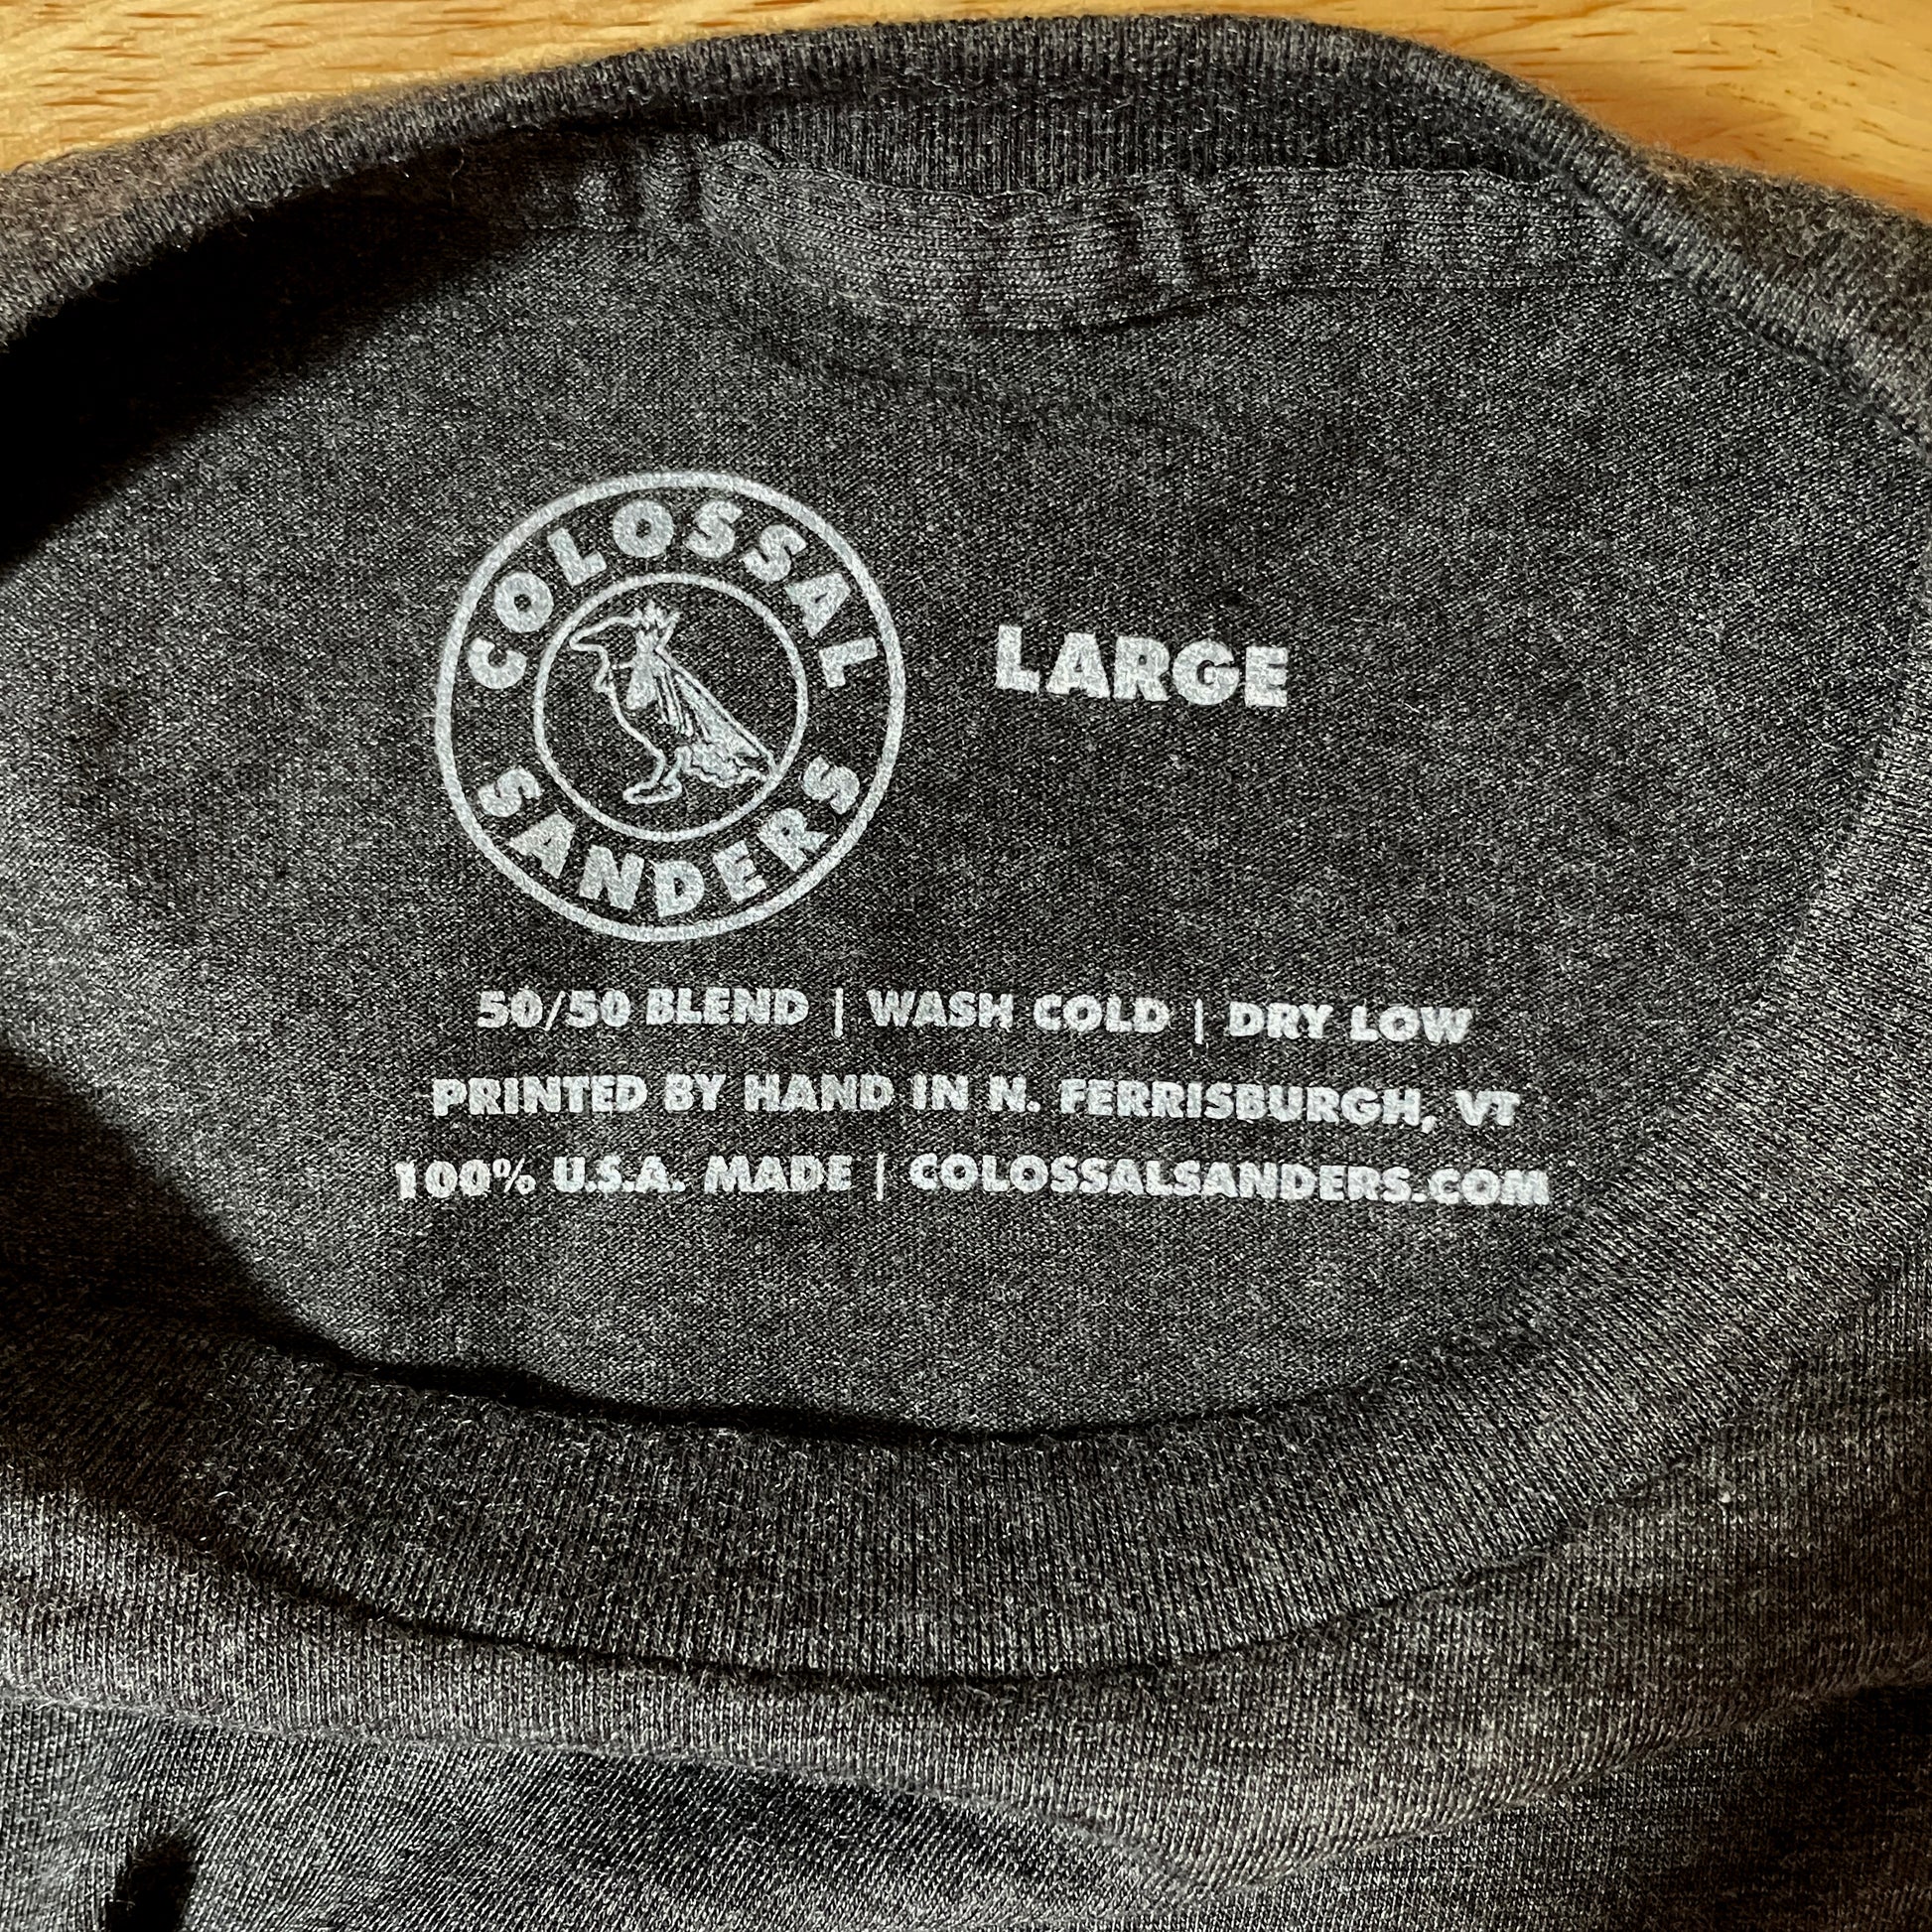 COLOSSAL
SANDERS
LARGE
50/50 BLEND | WASH COLD | DRY LOW
PRINTED BY HAND IN N. FERRISBURGH, VT
100% U.S.A. MADE | COLOSSALSANDERS.COM